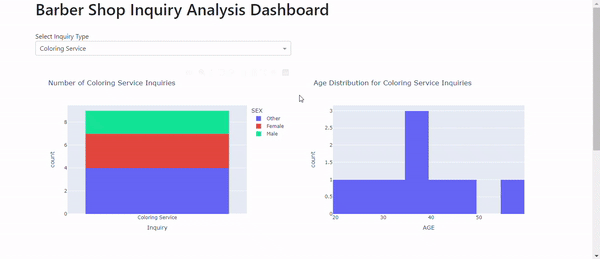 Barber Shop Inquiry Analysis Dashboard
Select Inquiry Type
Coloring Service
Number of Coloring Service Inquiries
8
6
4
2
0
count
Coloring Service
Inquiry
SEX
Other
Female
Male
Age Distribution for Coloring Service Inquiries
3
2.5
2
1.5
1
0.5
0
count
20
30
40
50
AGE